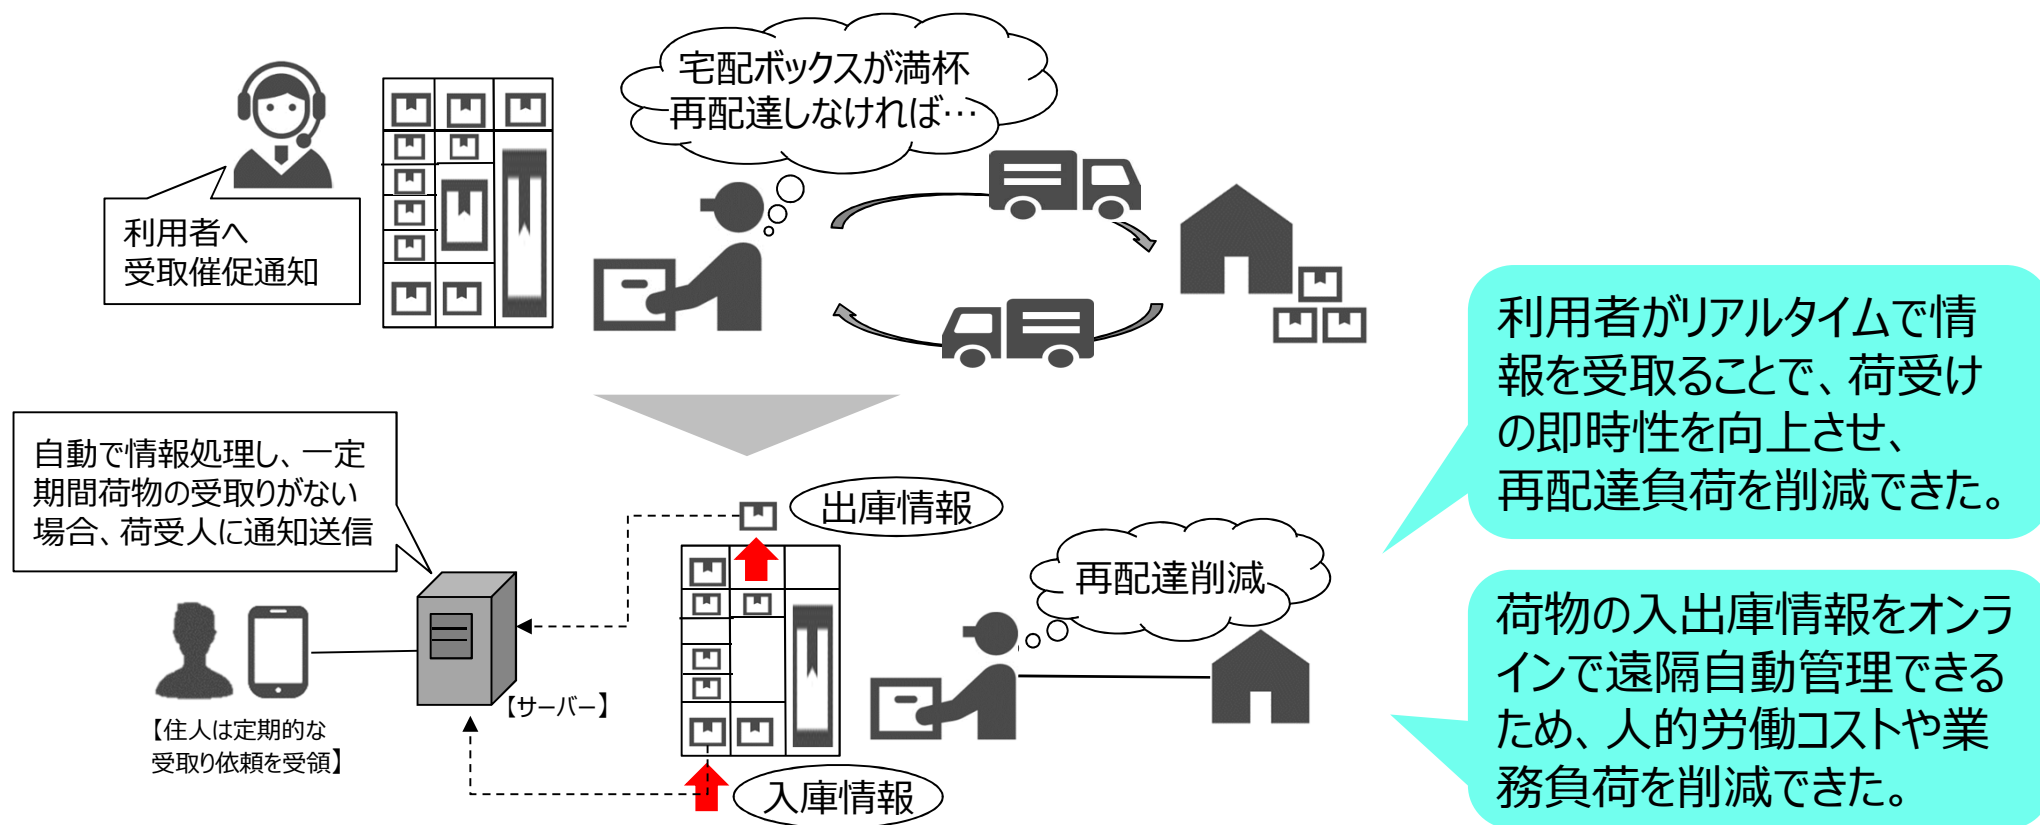 宅配ボックスが満杯
再配達しなければ…
利用者へ
受取催促通知
利用者がリアルタイムで情
報を受取ることで、荷受け
の即時性を向上させ、
再配達負荷を削減できた。
自動で情報処理し、一定
期間荷物の受取りがない
場合、荷受人に通知送信
出庫情報
再配達削減
【サーバー】
【住人は定期的な
受取り依頼を受領】
入庫情報
荷物の入出庫情報をオンラ
インで遠隔自動管理できる
ため、人的労働コストや業
務負荷を削減できた。